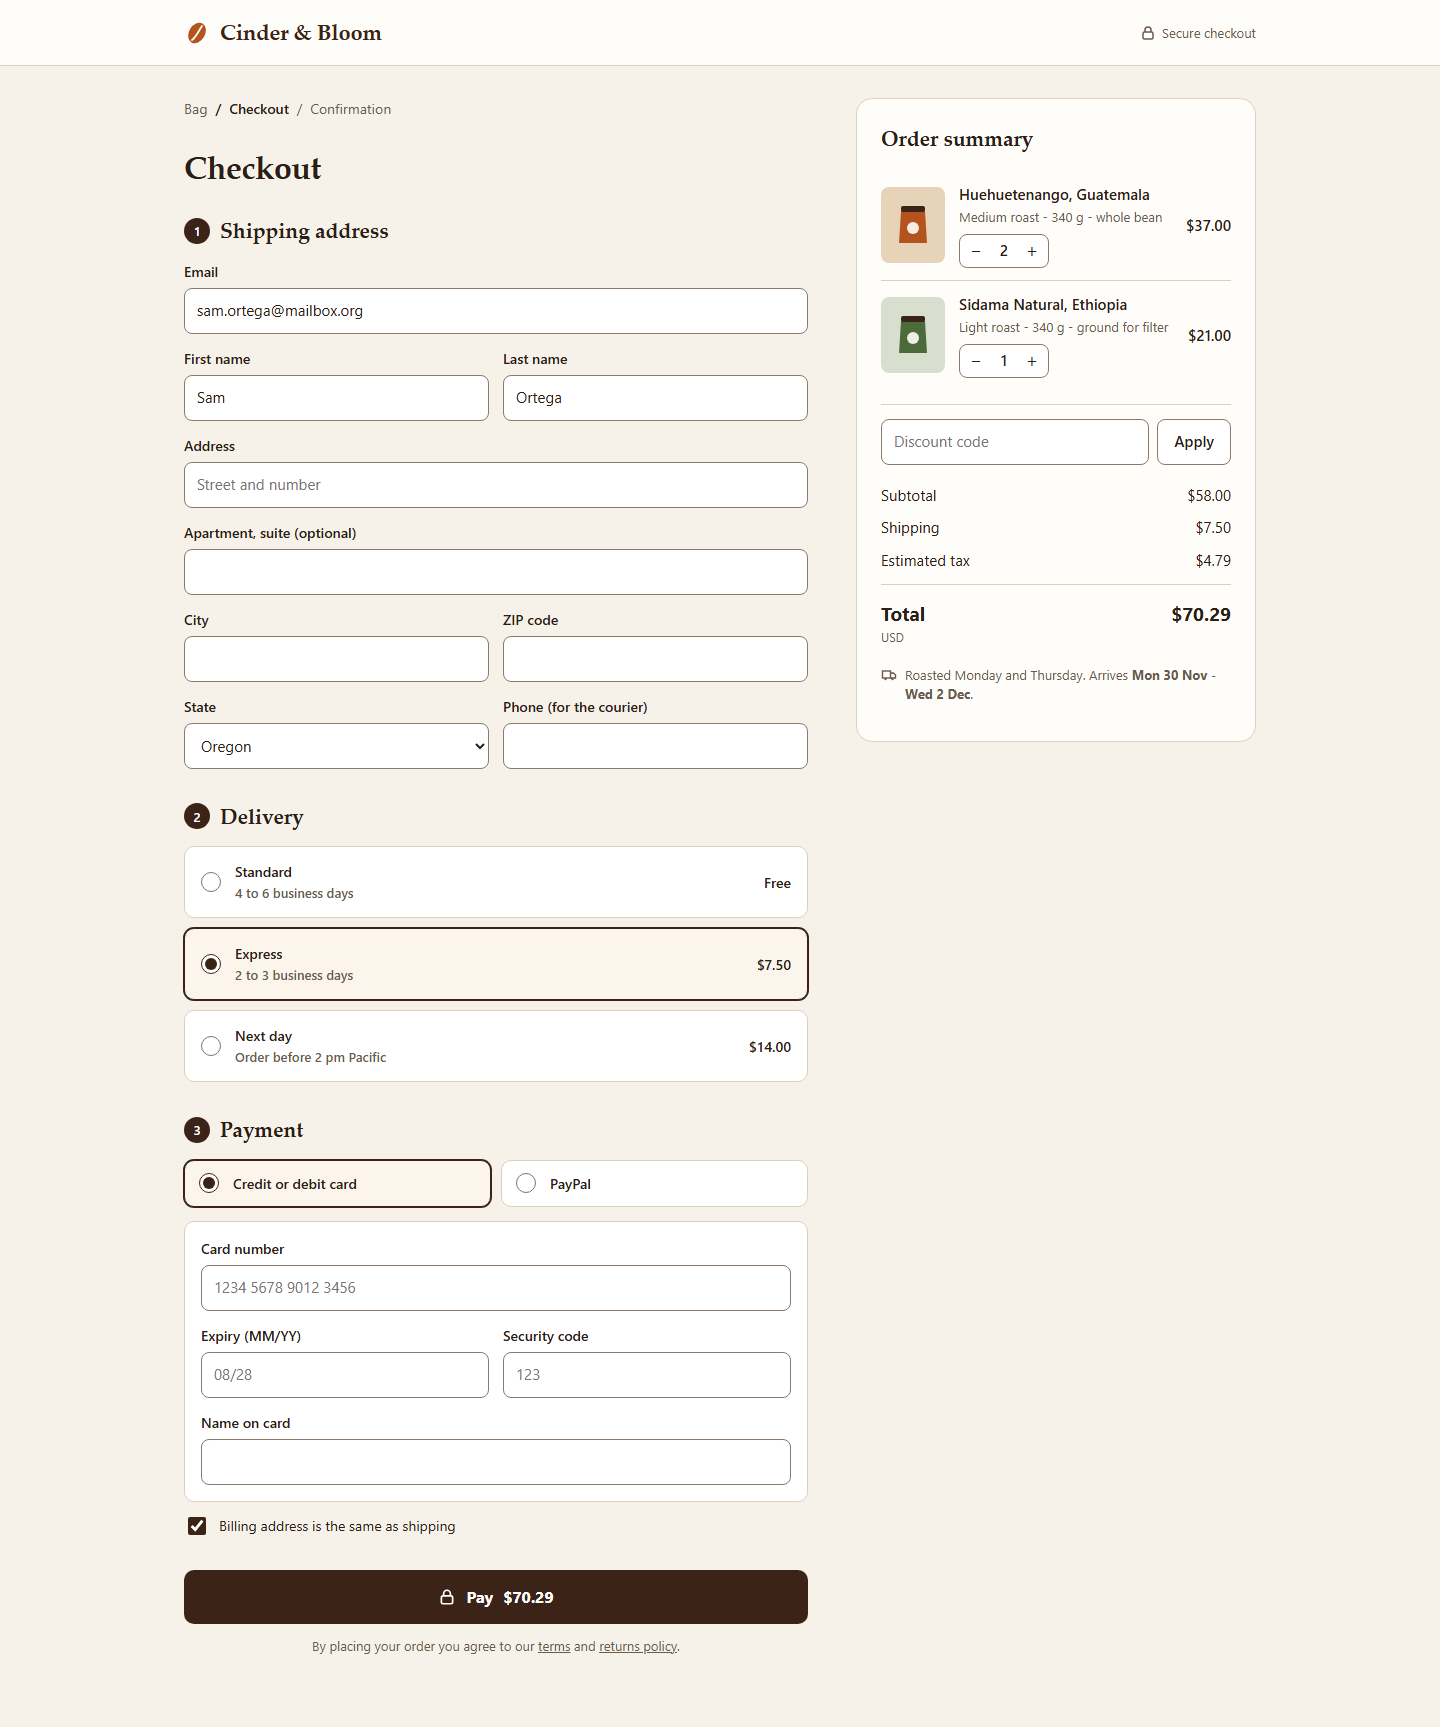 Cinder & Bloom
Secure checkout
Bag / Checkout / Confirmation
Checkout
1 Shipping address
Email
sam.ortega@mailbox.org
First name
Last name
Sam
Ortega
Address
Street and number
Apartment, suite (optional)
City
ZIP code
State
Phone (for the courier)
Oregon
2 Delivery
Standard
4 to 6 business days
Free
Express
2 to 3 business days
$7.50
Next day
Order before 2 pm Pacific
$14.00
3 Payment
Credit or debit card
PayPal
Card number
1234 5678 9012 3456
Expiry (MM/YY)
Security code
08/28
123
Name on card
Billing address is the same as shipping
Pay $70.29
By placing your order you agree to our terms and returns policy.
Order summary
Huehuetenango, Guatemala
Medium roast - 340 g - whole bean
$37.00
− 2 +
Sidama Natural, Ethiopia
Light roast - 340 g - ground for filter
$21.00
− 1 +
Discount code
Apply
Subtotal $58.00
Shipping $7.50
Estimated tax $4.79
Total $70.29
USD
Roasted Monday and Thursday. Arrives Mon 30 Nov -
Wed 2 Dec.